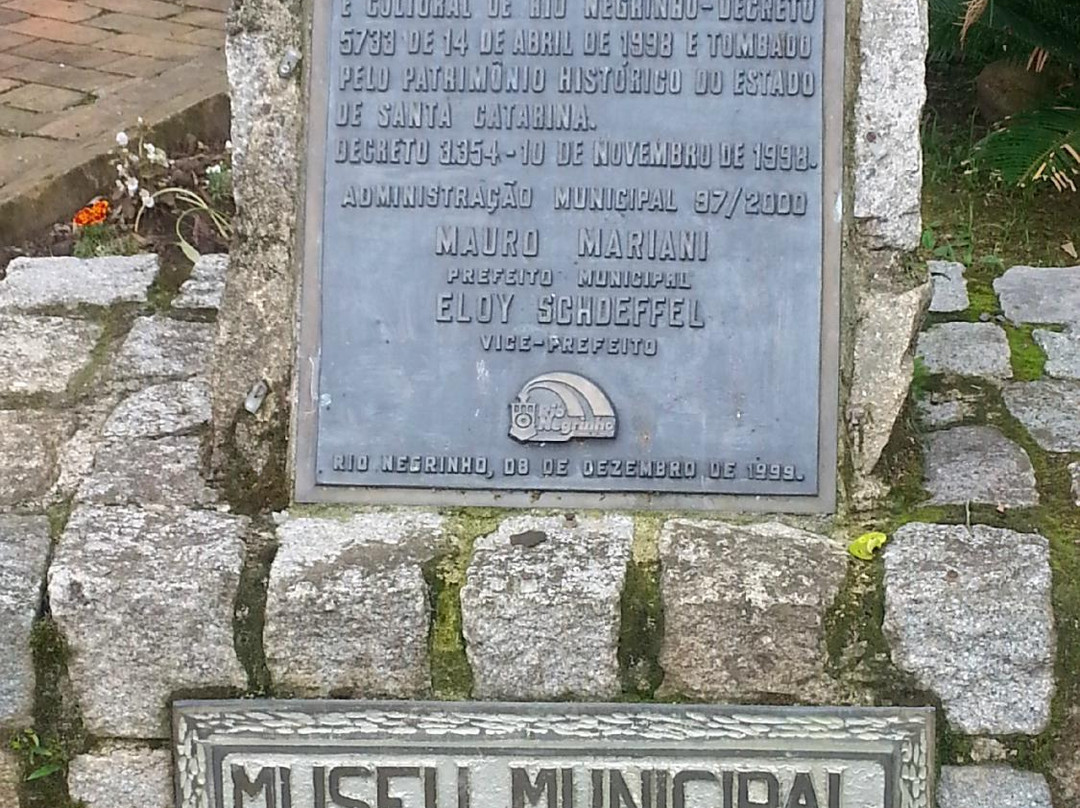 E CULTURAL DE RIO NEGRINHO-DECRETO
5733 DE 14 DE ABRIL DE 1998 E TOMBADO
PELO PATRIMÔNIO HISTÓRICO DO ESTADO
DE SANTA CATARINA.
DECRETO 3.354-10 DE NOVEMBRO DE 1998.
ADMINISTRAÇÃO MUNICIPAL 97/2000
MAURO MARIANI
PREFEITO MUNICIPAL
ELOY SCHOEFFEL
VICE-PREFEITO
Rio
Negrinho
RIO NEGRINHO, 08 DE DEZEMBRO DE 1999.
MUSEU MUNICIPAL